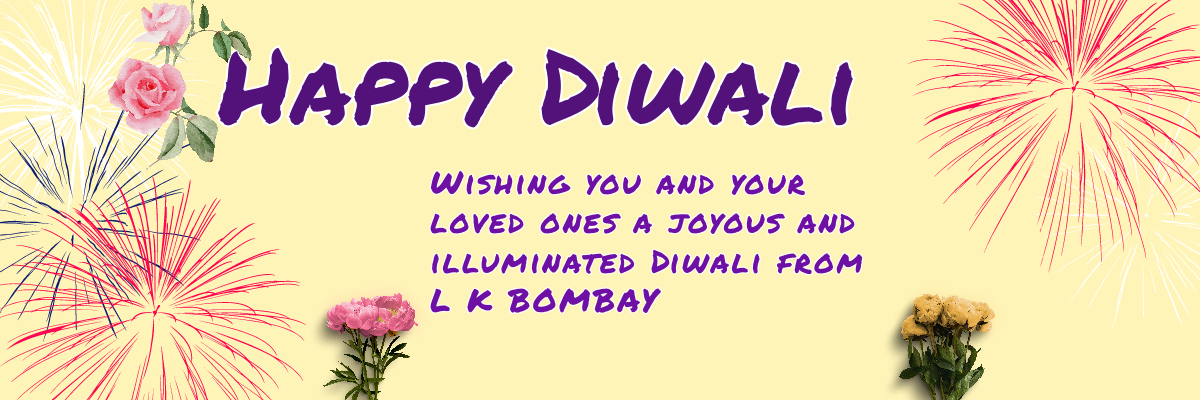 Happy Diwali
Wishing you and your
loved ones a joyous and
illuminated Diwali from
L K BOMBAY